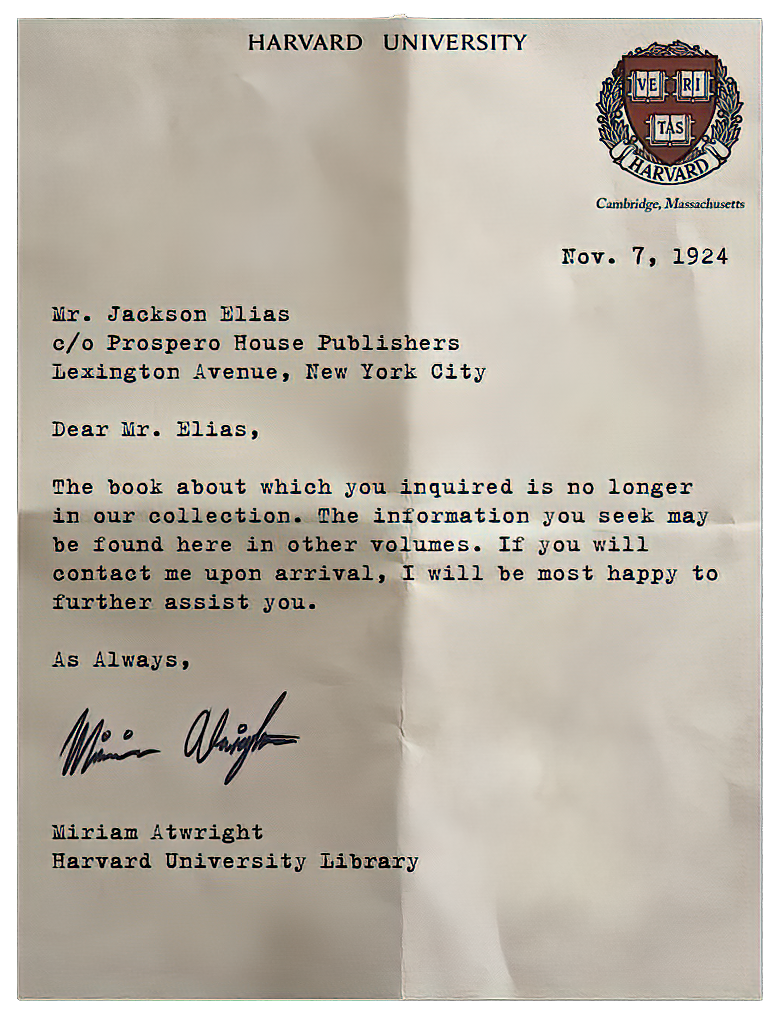 HARVARD UNIVERSITY
VE RI
TAS
HARVARD
Cambridge, Massachusetts
Nov. 7, 1924
Mr. Jackson Elias
c/o Prospero House Publishers
Lexington Avenue, New York City
Dear Mr. Elias,
The book about which you inquired is no longer
in our collection. The information you seek may
be found here in other volumes. If you will
contact me upon arrival, I will be most happy to
further assist you.
As Always,
Miriam Atwright
Miriam Atwright
Harvard University Library